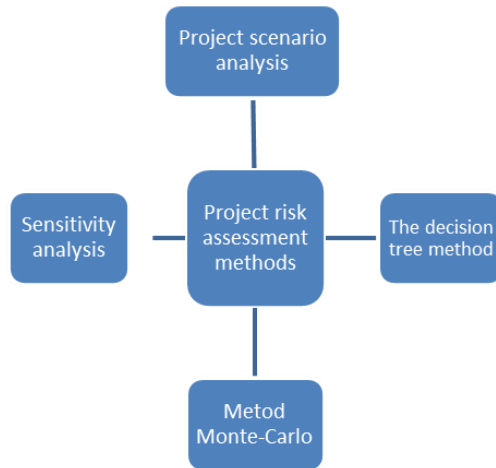 Project scenario
analysis
Sensitivity
analysis
Project risk
assessment
methods
The decision
tree method
Metod
Monte-Carlo